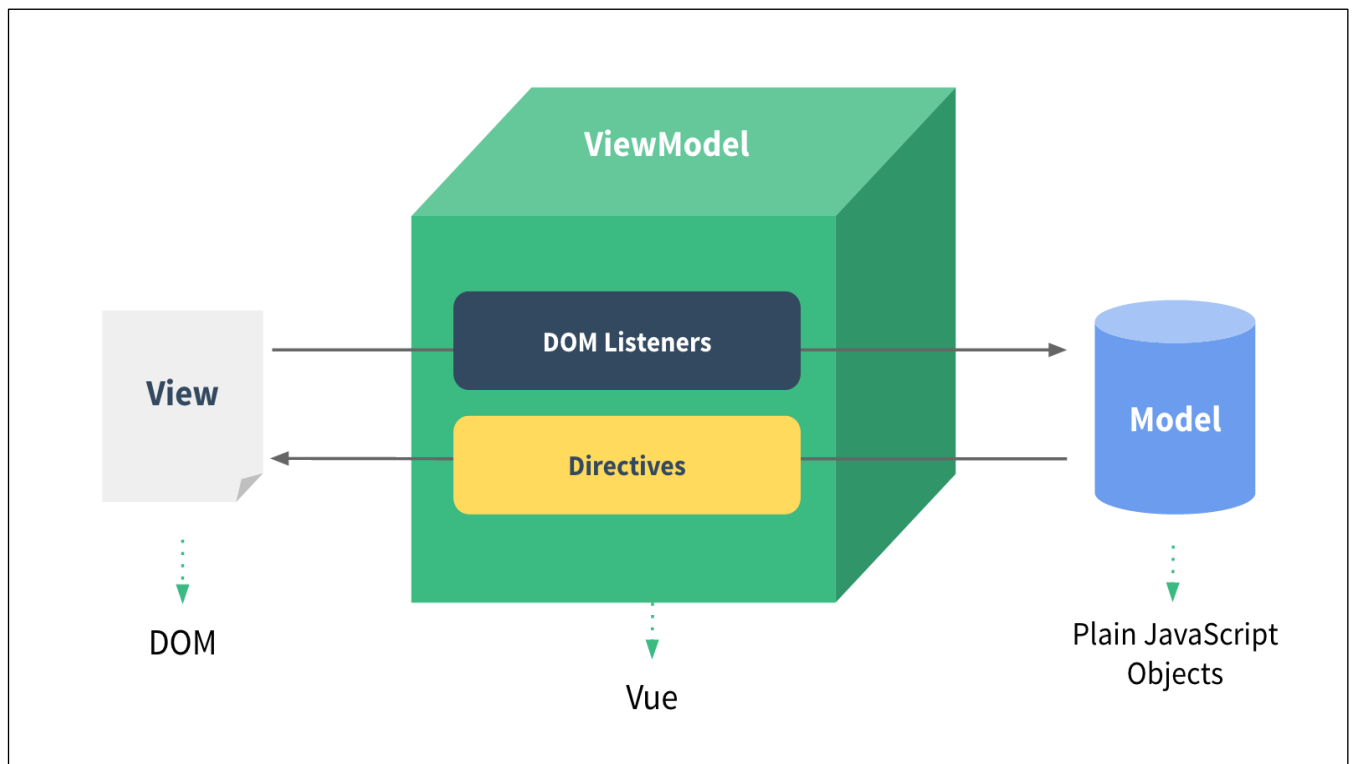 ViewModel
DOM Listeners
View
Directives
Model
DOM
Vue
Plain JavaScript
Objects